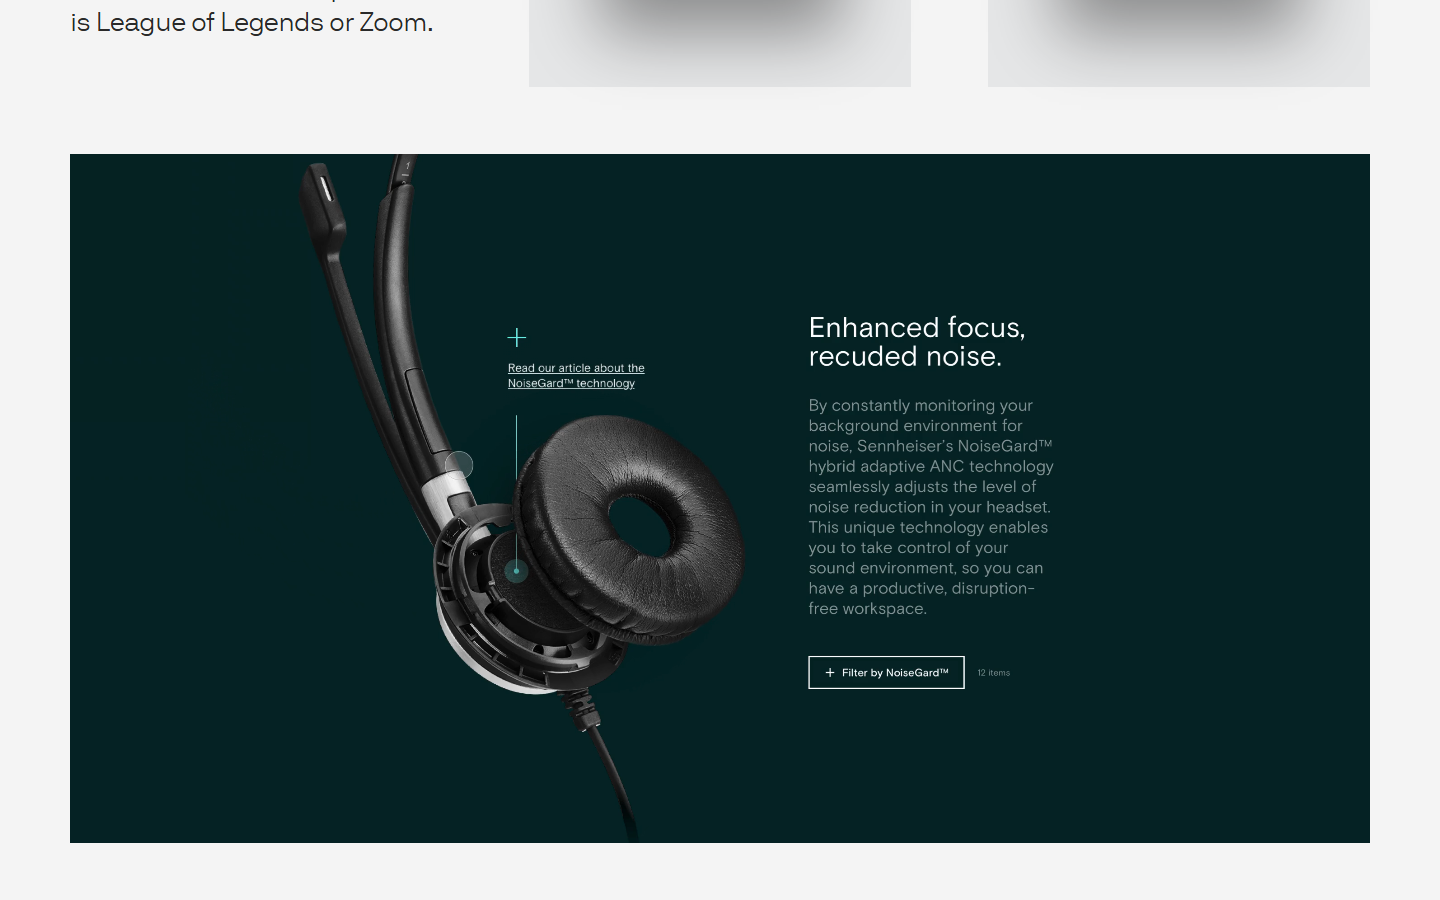 is League of Legends or Zoom.
Read our article about the
NoiseGard™ technology
Enhanced focus,
recuded noise.
By constantly monitoring your
background environment for
noise, Sennheiser's NoiseGard™
hybrid adaptive ANC technology
seamlessly adjusts the level of
noise reduction in your headset.
This unique technology enables
you to take control of your
sound environment, so you can
have a productive, disruption-
free workspace.
+ Filter by NoiseGard™ 12 items